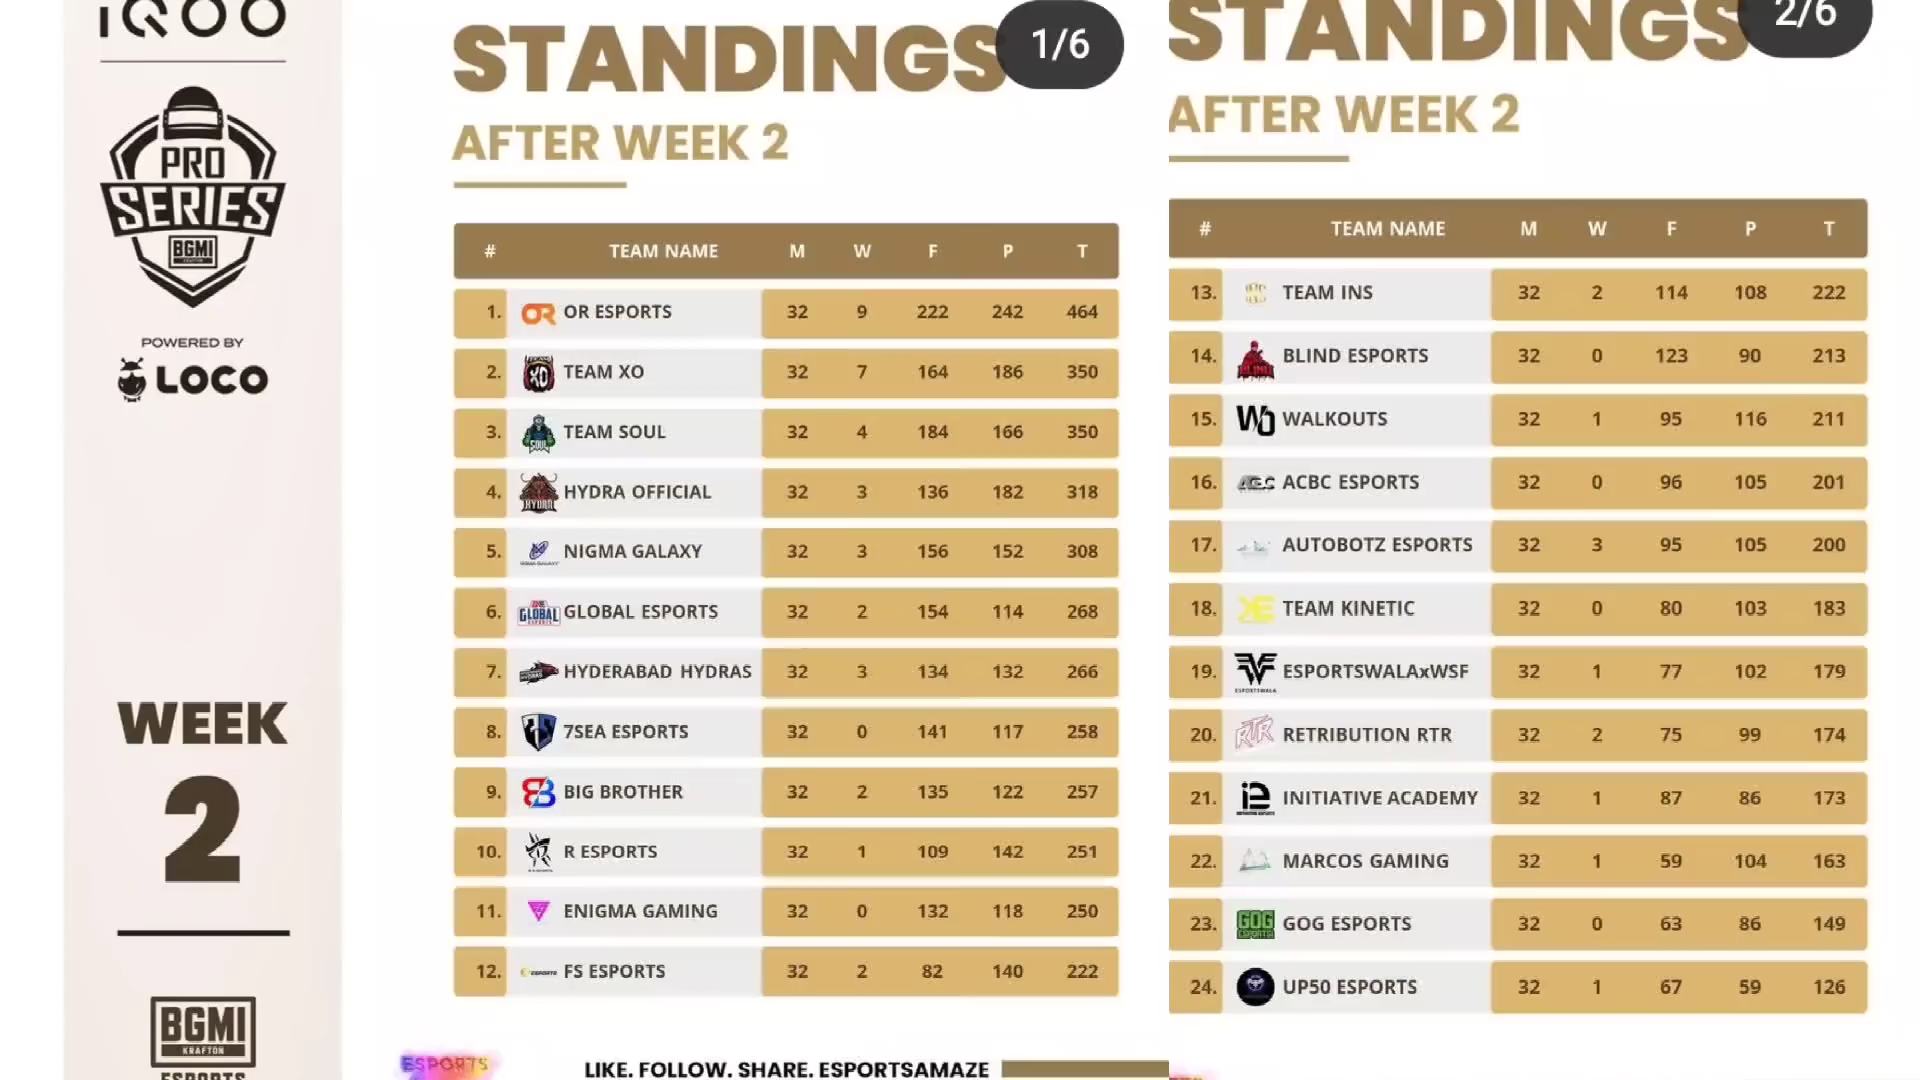 iQOO
PRO
SERIES
BGMI
POWERED BY
LOCO
WEEK
2
BGMI
KRAFTON
ESPORTS
STANDINGS 1/6
AFTER WEEK 2
# TEAM NAME M W F P T
1. OR ESPORTS 32 9 222 242 464
2. TEAM XO 32 7 164 186 350
3. TEAM SOUL 32 4 184 166 350
4. HYDRA OFFICIAL 32 3 136 182 318
5. NIGMA GALAXY 32 3 156 152 308
6. GLOBAL ESPORTS 32 2 154 114 268
7. HYDERABAD HYDRAS 32 3 134 132 266
8. 7SEA ESPORTS 32 0 141 117 258
9. BIG BROTHER 32 2 135 122 257
10. R ESPORTS 32 1 109 142 251
11. ENIGMA GAMING 32 0 132 118 250
12. FS ESPORTS 32 2 82 140 222
ESPORTS
LIKE. FOLLOW. SHARE. ESPORTSAMAZE
STANDINGS 2/6
AFTER WEEK 2
# TEAM NAME M W F P T
13. TEAM INS 32 2 114 108 222
14. BLIND ESPORTS 32 0 123 90 213
15. WALKOUTS 32 1 95 116 211
16. ACBC ESPORTS 32 0 96 105 201
17. AUTOBOTZ ESPORTS 32 3 95 105 200
18. TEAM KINETIC 32 0 80 103 183
19. ESPORTSWALAxWSF 32 1 77 102 179
20. RETRIBUTION RTR 32 2 75 99 174
21. INITIATIVE ACADEMY 32 1 87 86 173
22. MARCOS GAMING 32 1 59 104 163
23. GOG ESPORTS 32 0 63 86 149
24. UP50 ESPORTS 32 1 67 59 126